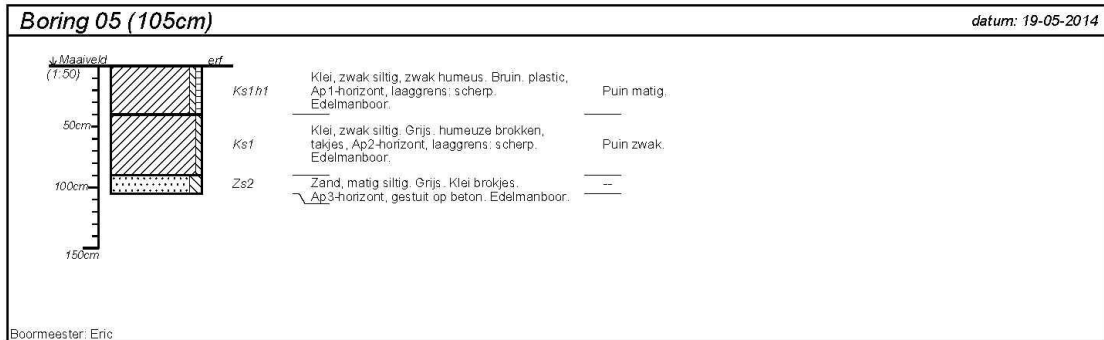 Boring 05 (105cm)
datum: 19-05-2014
↓ Maaiveld
erf
(1:50)
Ks1h1
Klei, zwak siltig, zwak humeus. Bruin. plastic,
Ap1-horizont, laaggrens: scherp.
Edelmanboor.
Puin matig.
50cm
Ks1
Klei, zwak siltig. Grijs. humeuze brokken,
takjes, Ap2-horizont, laaggrens: scherp.
Edelmanboor.
Puin zwak.
100cm
Zs2
Zand, matig siltig. Grijs. Klei brokjes.
Ap3-horizont, gestuit op beton. Edelmanboor.
--
150cm
Boormeester: Eric